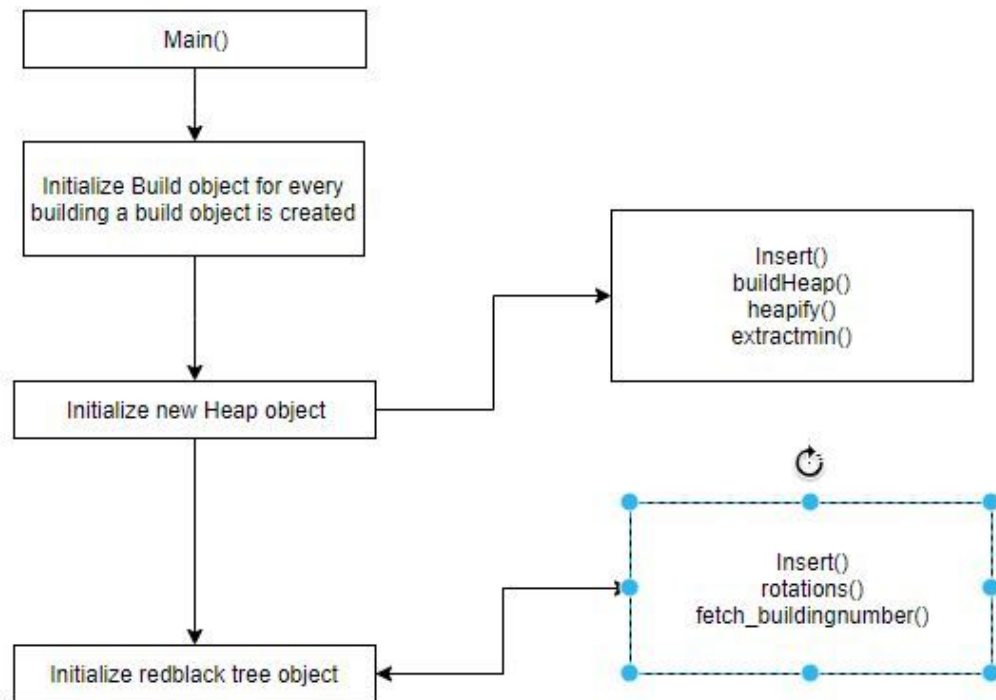 Main()
Initialize Build object for every
building a build object is created
Insert()
buildHeap()
heapify()
extractmin()
Initialize new Heap object
Insert()
rotations()
fetch_buildingnumber()
Initialize redblack tree object